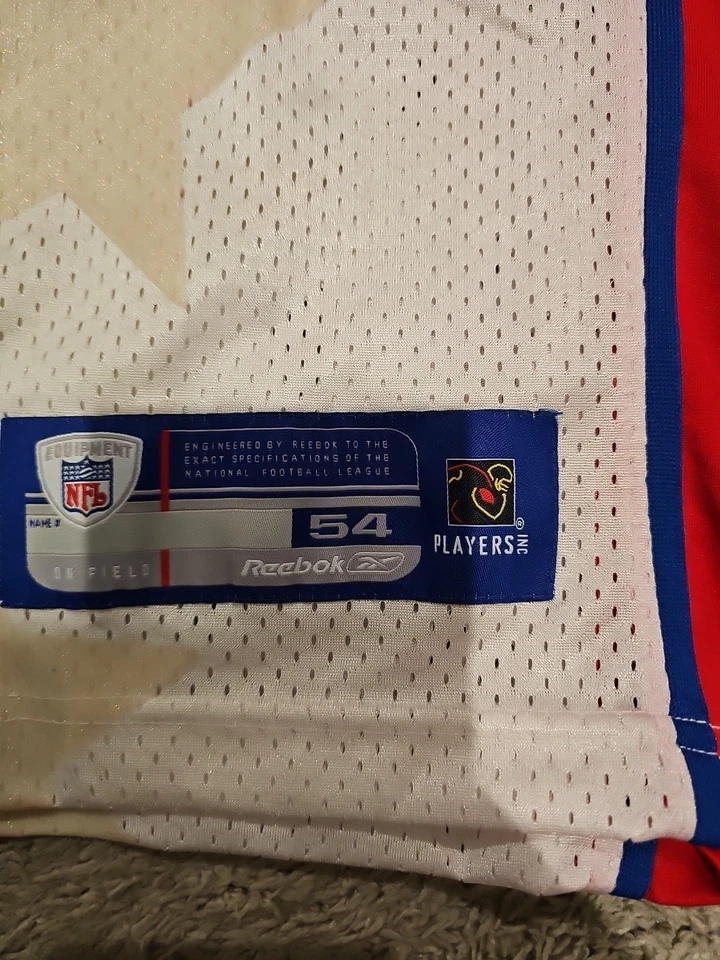 EQUIPMENT
NFL
ENGINEERED BY REEBOK TO THE
EXACT SPECIFICATIONS OF THE
NATIONAL FOOTBALL LEAGUE
NAME #
54
ON FIELD
Reebok
PLAYERS INC ®